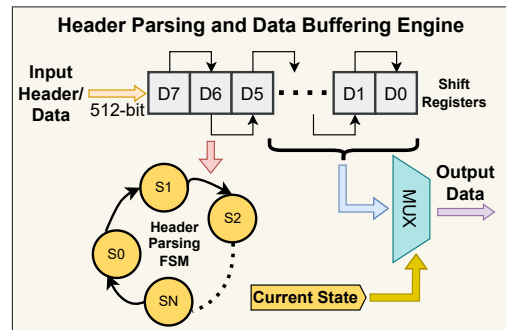 Header Parsing and Data Buffering Engine
Input
Header/
Data
512-bit
D7 D6 D5 D1 D0
Shift
Registers
S1
S2
S0
SN
Header
Parsing
FSM
MUX
Output
Data
Current State